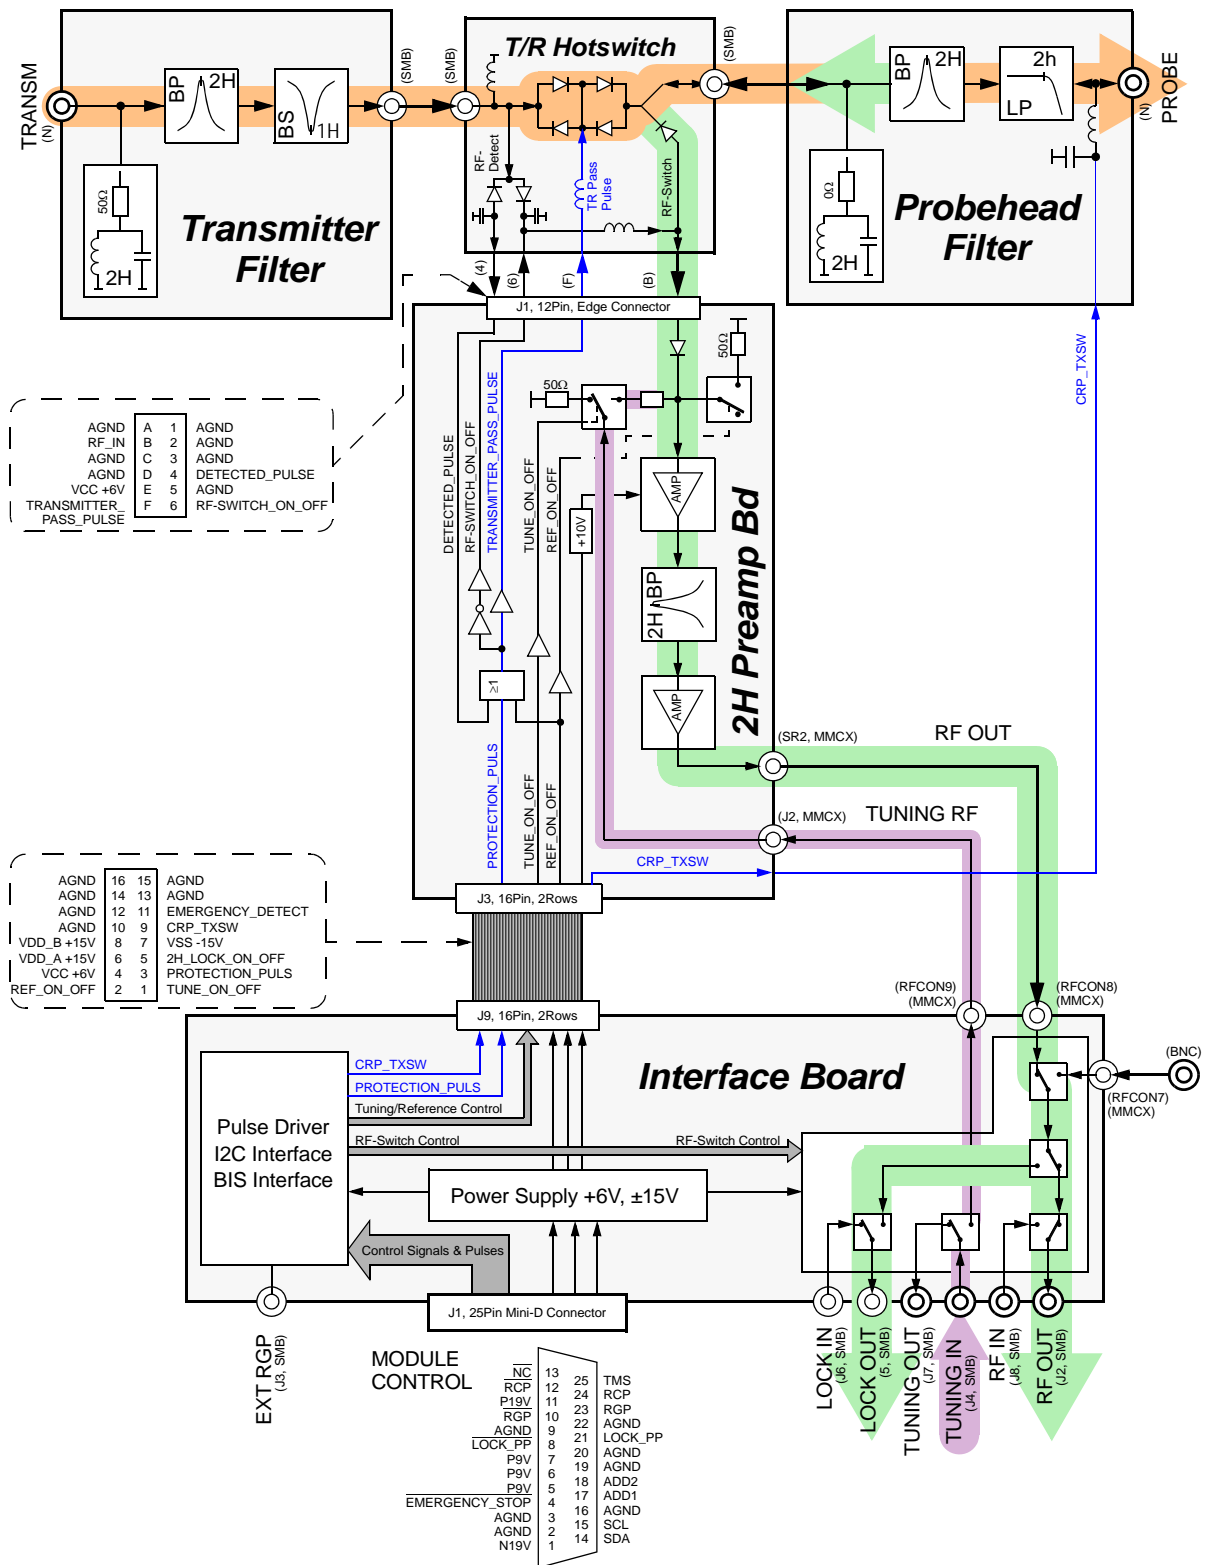 TRANSM
(N)
BP
2H
BS
1H
50Ω
2H
Transmitter
Filter
(SMB)
(SMB)
T/R Hotswitch
(SMB)
RF-
Detect
TR Pass
Pulse
RF-Switch
(4)
(6)
(F)
(B)
BP
2H
2h
LP
PROBE
(N)
0Ω
2H
Probehead
Filter
CRP_TXSW
J1, 12Pin, Edge Connector
50Ω
50Ω
AGND A 1 AGND
RF_IN B 2 AGND
AGND C 3 AGND
AGND D 4 DETECTED_PULSE
VCC +6V E 5 AGND
TRANSMITTER_ F 6 RF-SWITCH_ON_OFF
PASS_PULSE
DETECTED_PULSE
RF-SWITCH_ON_OFF
TRANSMITTER_PASS_PULSE
TUNE_ON_OFF
REF_ON_OFF
+10V
AMP
2H BP
AMP
2H Preamp Bd
≥1
PROTECTION_PULS
TUNE_ON_OFF
REF_ON_OFF
(SR2, MMCX)
RF OUT
(J2, MMCX)
TUNING RF
CRP_TXSW
J3, 16Pin, 2Rows
AGND 16 15 AGND
AGND 14 13 AGND
AGND 12 11 EMERGENCY_DETECT
AGND 10 9 CRP_TXSW
VDD_B +15V 8 7 VSS -15V
VDD_A +15V 6 5 2H_LOCK_ON_OFF
VCC +6V 4 3 PROTECTION_PULS
REF_ON_OFF 2 1 TUNE_ON_OFF
J9, 16Pin, 2Rows
(RFCON9)
(MMCX)
(RFCON8)
(MMCX)
(BNC)
(RFCON7)
(MMCX)
Interface Board
CRP_TXSW
PROTECTION_PULS
Tuning/Reference Control
RF-Switch Control
RF-Switch Control
Pulse Driver
I2C Interface
BIS Interface
Power Supply +6V, ±15V
Control Signals & Pulses
J1, 25Pin Mini-D Connector
EXT RGP
(J3, SMB)
LOCK IN
(J6, SMB)
LOCK OUT
(5, SMB)
TUNING OUT
(J7, SMB)
TUNING IN
(J4, SMB)
RF IN
(J8, SMB)
RF OUT
(J2, SMB)
MODULE
CONTROL
NC 13
25 TMS
RCP 12
24 RCP
P19V 11
23 RGP
RGP 10
22 AGND
AGND 9
21 LOCK_PP
LOCK_PP 8
20 AGND
P9V 7
19 AGND
P9V 6
18 ADD2
P9V 5
17 ADD1
EMERGENCY_STOP 4
16 AGND
AGND 3
15 SCL
AGND 2
14 SDA
N19V 1